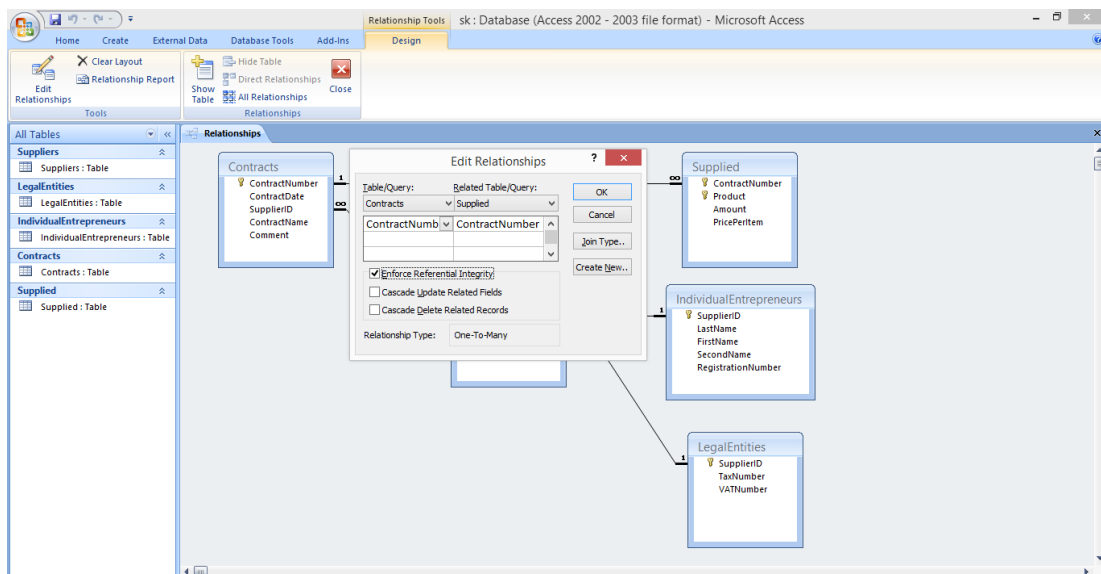 Relationship Tools
sk : Database (Access 2002 - 2003 file format) - Microsoft Access
Home Create External Data Database Tools Add-Ins Design
Edit Relationships
Clear Layout
Relationship Report
Tools
Show Table
Hide Table
Direct Relationships
All Relationships
Close
Relationships
All Tables
Suppliers
Suppliers : Table
LegalEntities
LegalEntities : Table
IndividualEntrepreneurs
IndividualEntrepreneurs : Table
Contracts
Contracts : Table
Supplied
Supplied : Table
Relationships
Contracts
ContractNumber
ContractDate
SupplierID
ContractName
Comment
1
∞
Edit Relationships
?
Table/Query: Related Table/Query:
Contracts Supplied
ContractNumb ContractNumber
Enforce Referential Integrity
Cascade Update Related Fields
Cascade Delete Related Records
Relationship Type: One-To-Many
OK
Cancel
Join Type..
Create New..
∞
Supplied
ContractNumber
Product
Amount
PricePerItem
1
IndividualEntrepreneurs
SupplierID
LastName
FirstName
SecondName
RegistrationNumber
1
LegalEntities
SupplierID
TaxNumber
VATNumber